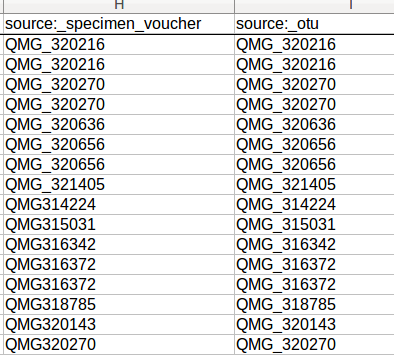 H I
source:_specimen_voucher source:_otu
QMG_320216 QMG_320216
QMG_320216 QMG_320216
QMG_320270 QMG_320270
QMG_320270 QMG_320270
QMG_320636 QMG_320636
QMG_320656 QMG_320656
QMG_320656 QMG_320656
QMG_321405 QMG_321405
QMG314224 QMG_314224
QMG315031 QMG_315031
QMG316342 QMG_316342
QMG316372 QMG_316372
QMG316372 QMG_316372
QMG318785 QMG_318785
QMG320143 QMG_320143
QMG320270 QMG_320270